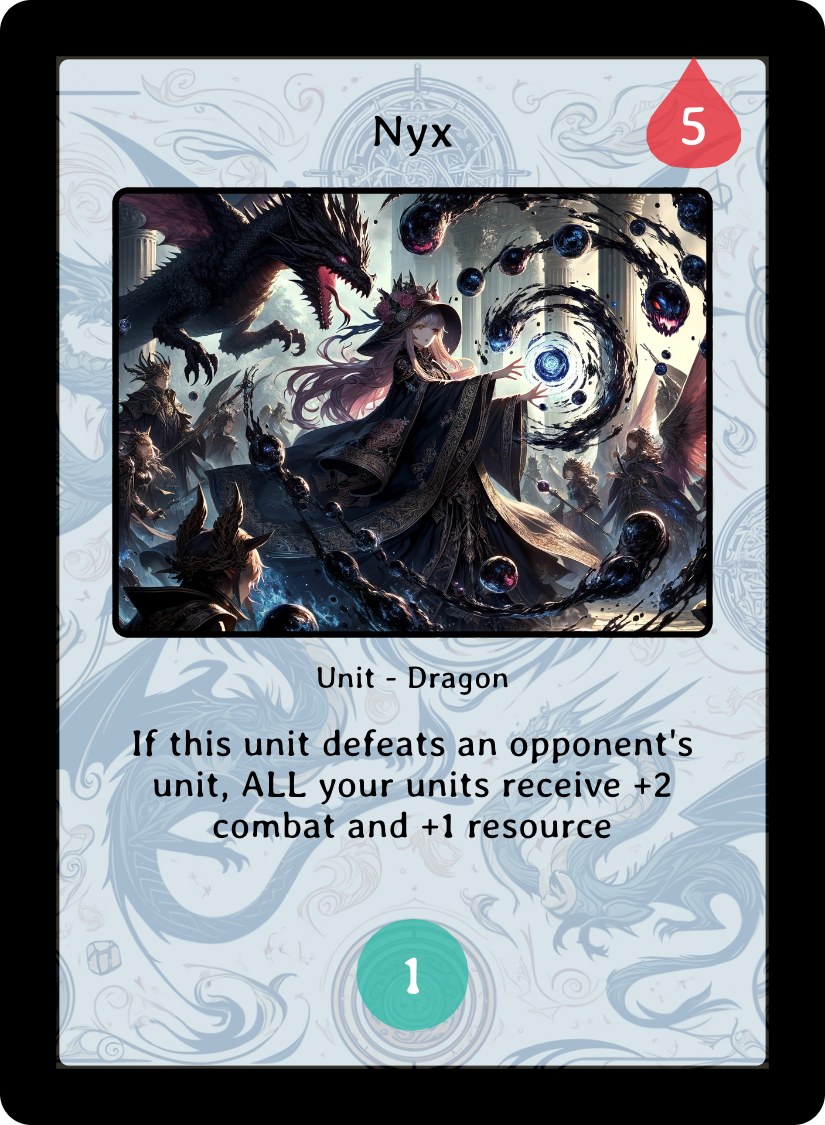 Nyx
5
Unit - Dragon
If this unit defeats an opponent's
unit, ALL your units receive +2
combat and +1 resource
1